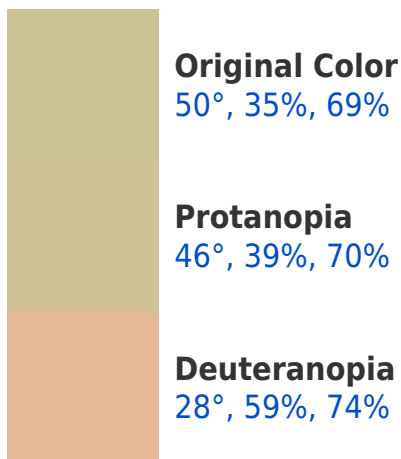 Original Color
50°, 35%, 69%
Protanopia
46°, 39%, 70%
Deuteranopia
28°, 59%, 74%